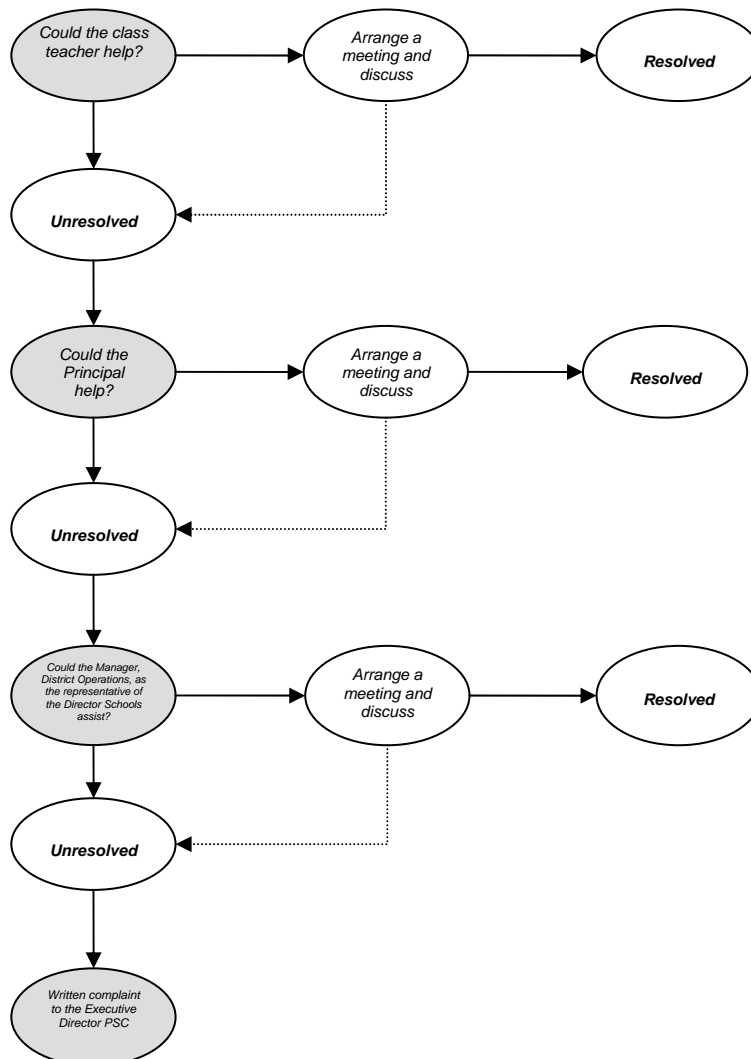 Could the class
teacher help?
Arrange a
meeting and
discuss
Resolved
Unresolved
Could the
Principal
help?
Arrange a
meeting and
discuss
Resolved
Unresolved
Could the Manager,
District Operations, as
the representative of
the Director Schools
assist?
Arrange a
meeting and
discuss
Resolved
Unresolved
Written complaint
to the Executive
Director PSC